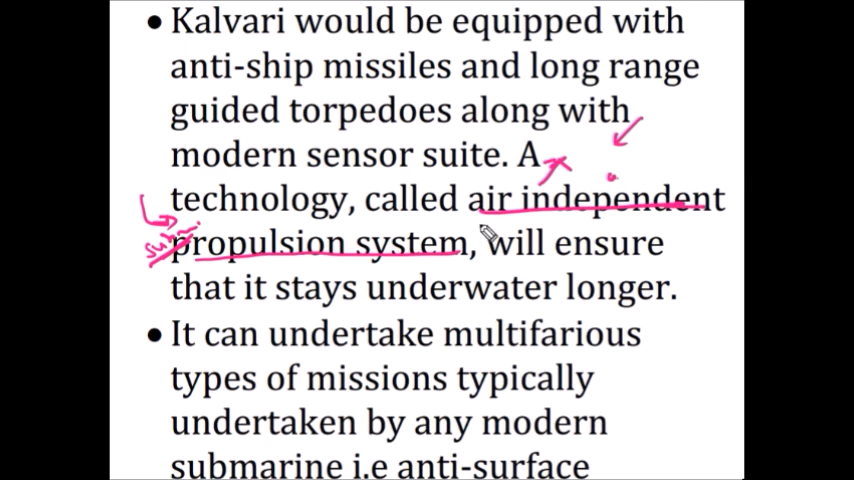 • Kalvari would be equipped with
anti-ship missiles and long range
guided torpedoes along with
modern sensor suite. A
technology, called air independent
propulsion system, will ensure
that it stays underwater longer.
• It can undertake multifarious
types of missions typically
undertaken by any modern
submarine i.e anti-surface